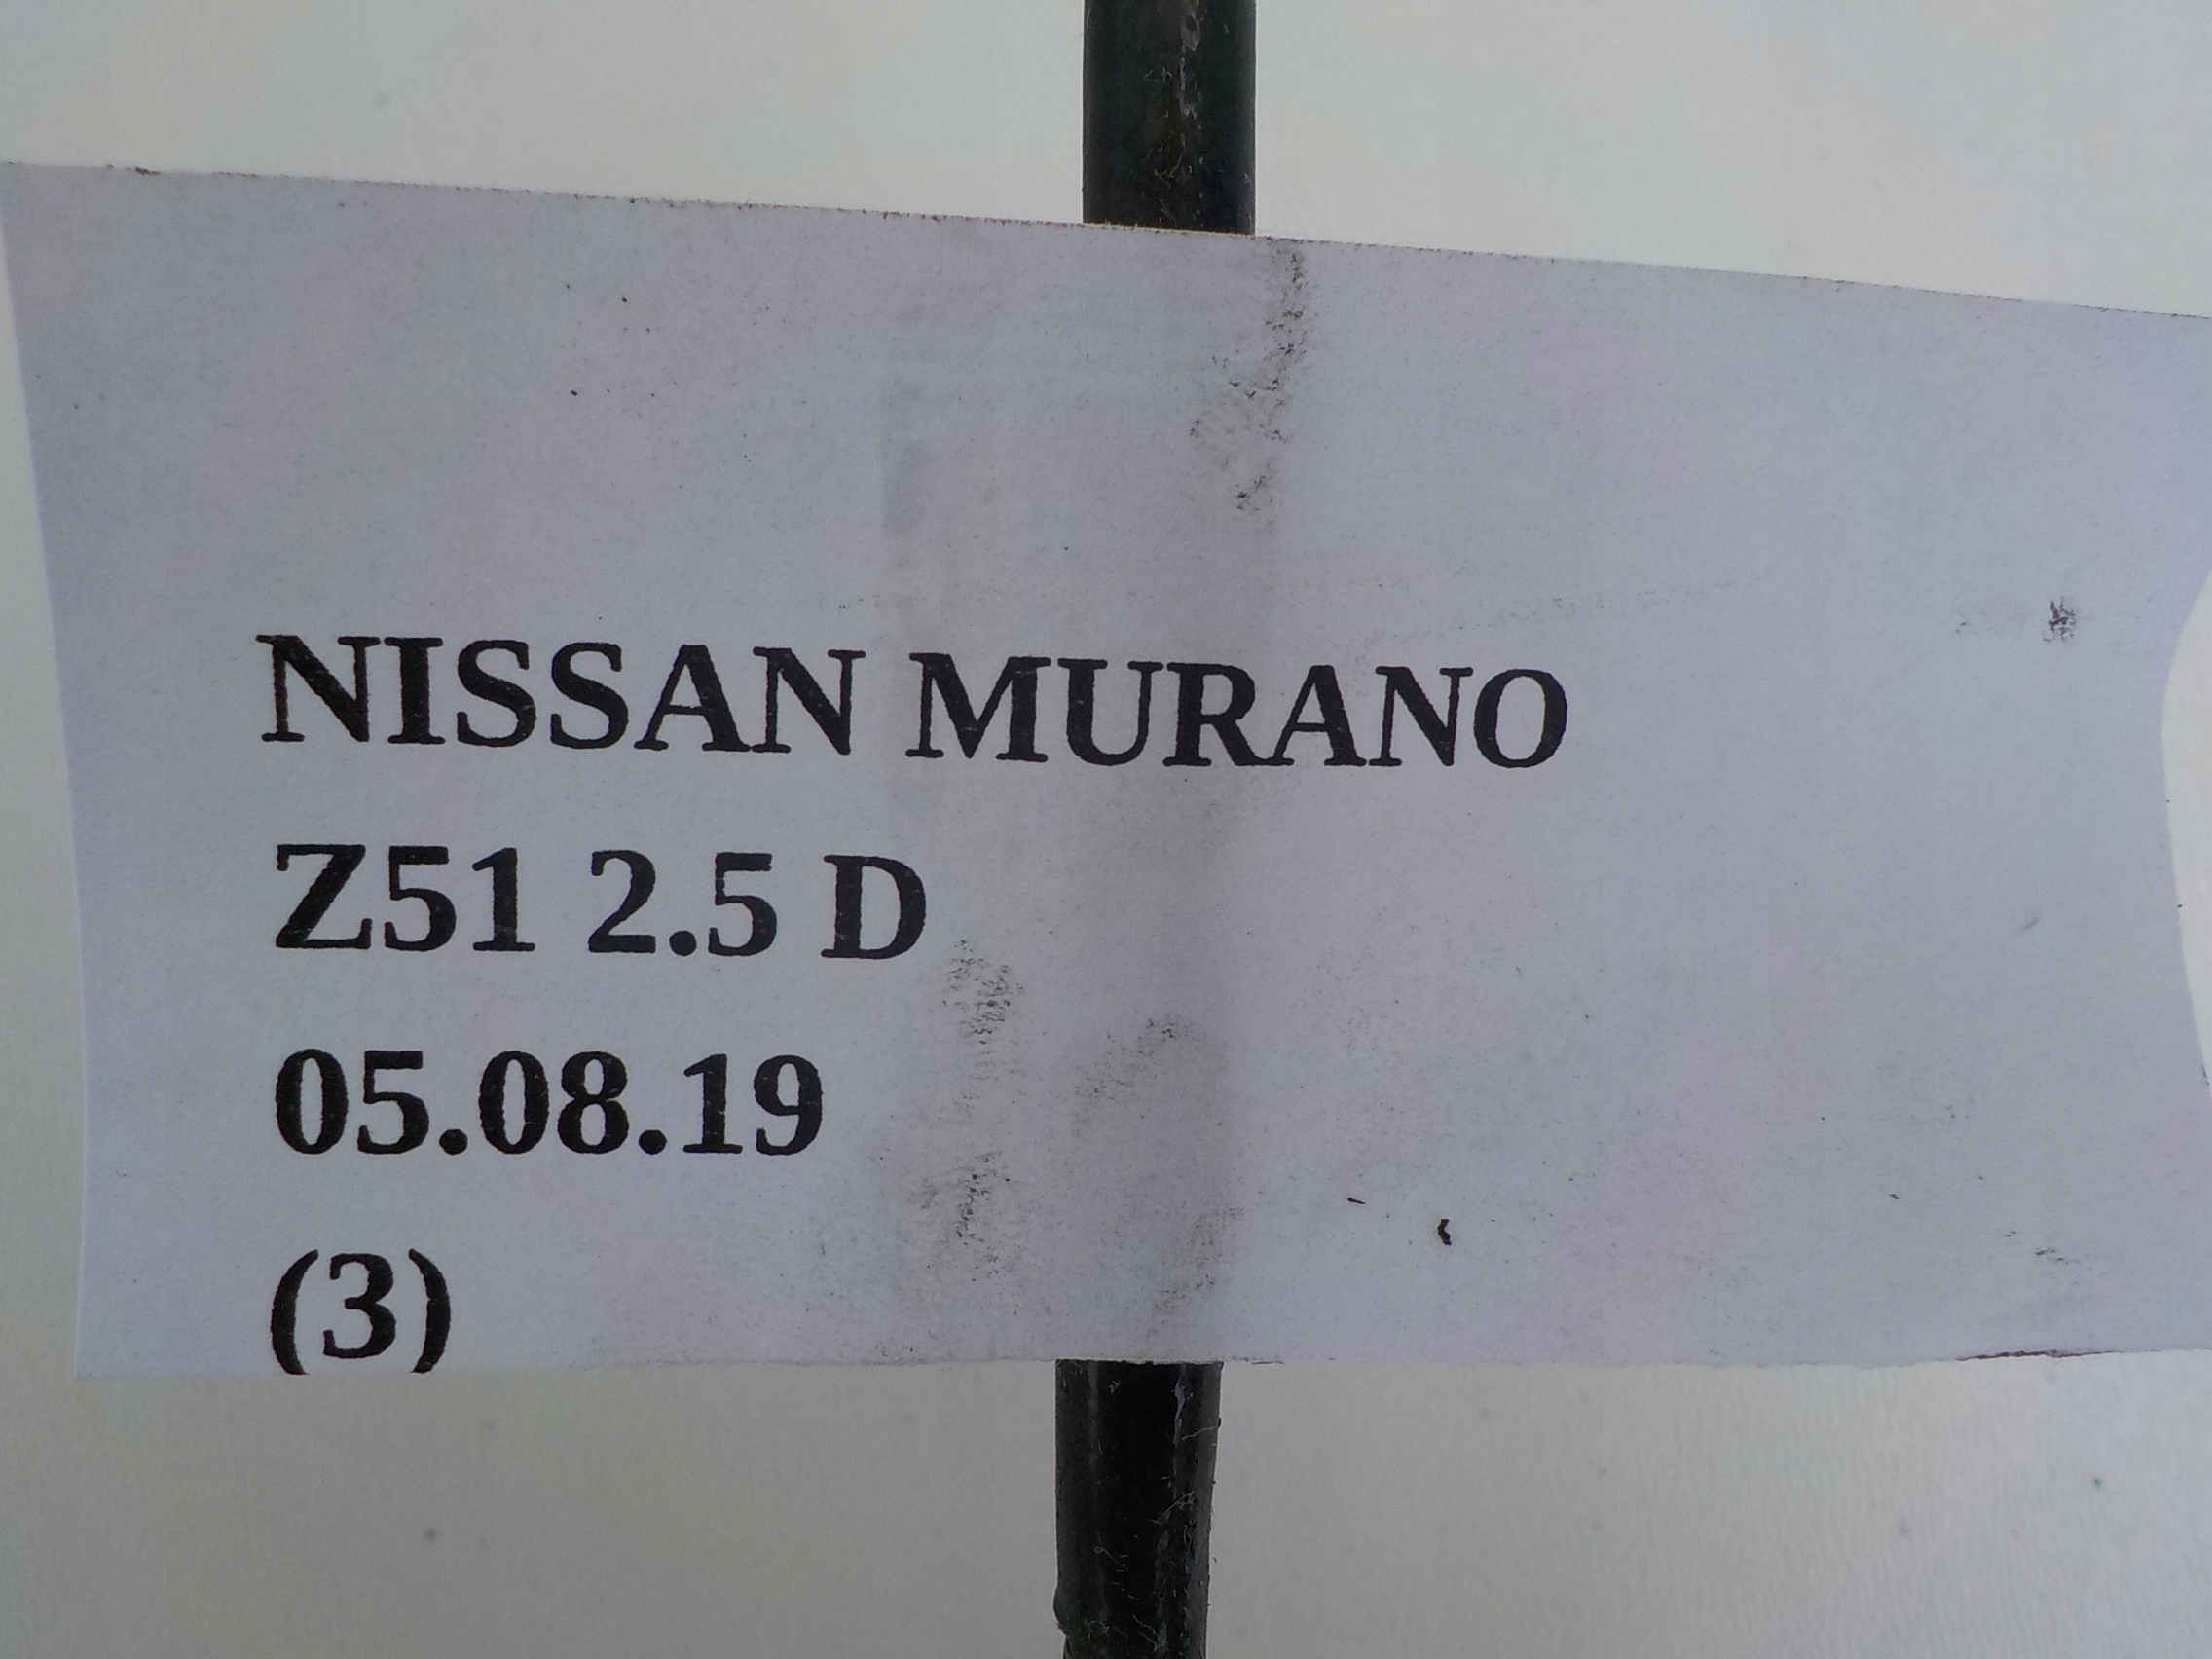 NISSAN MURANO
Z51 2.5 D
05.08.19
(3)